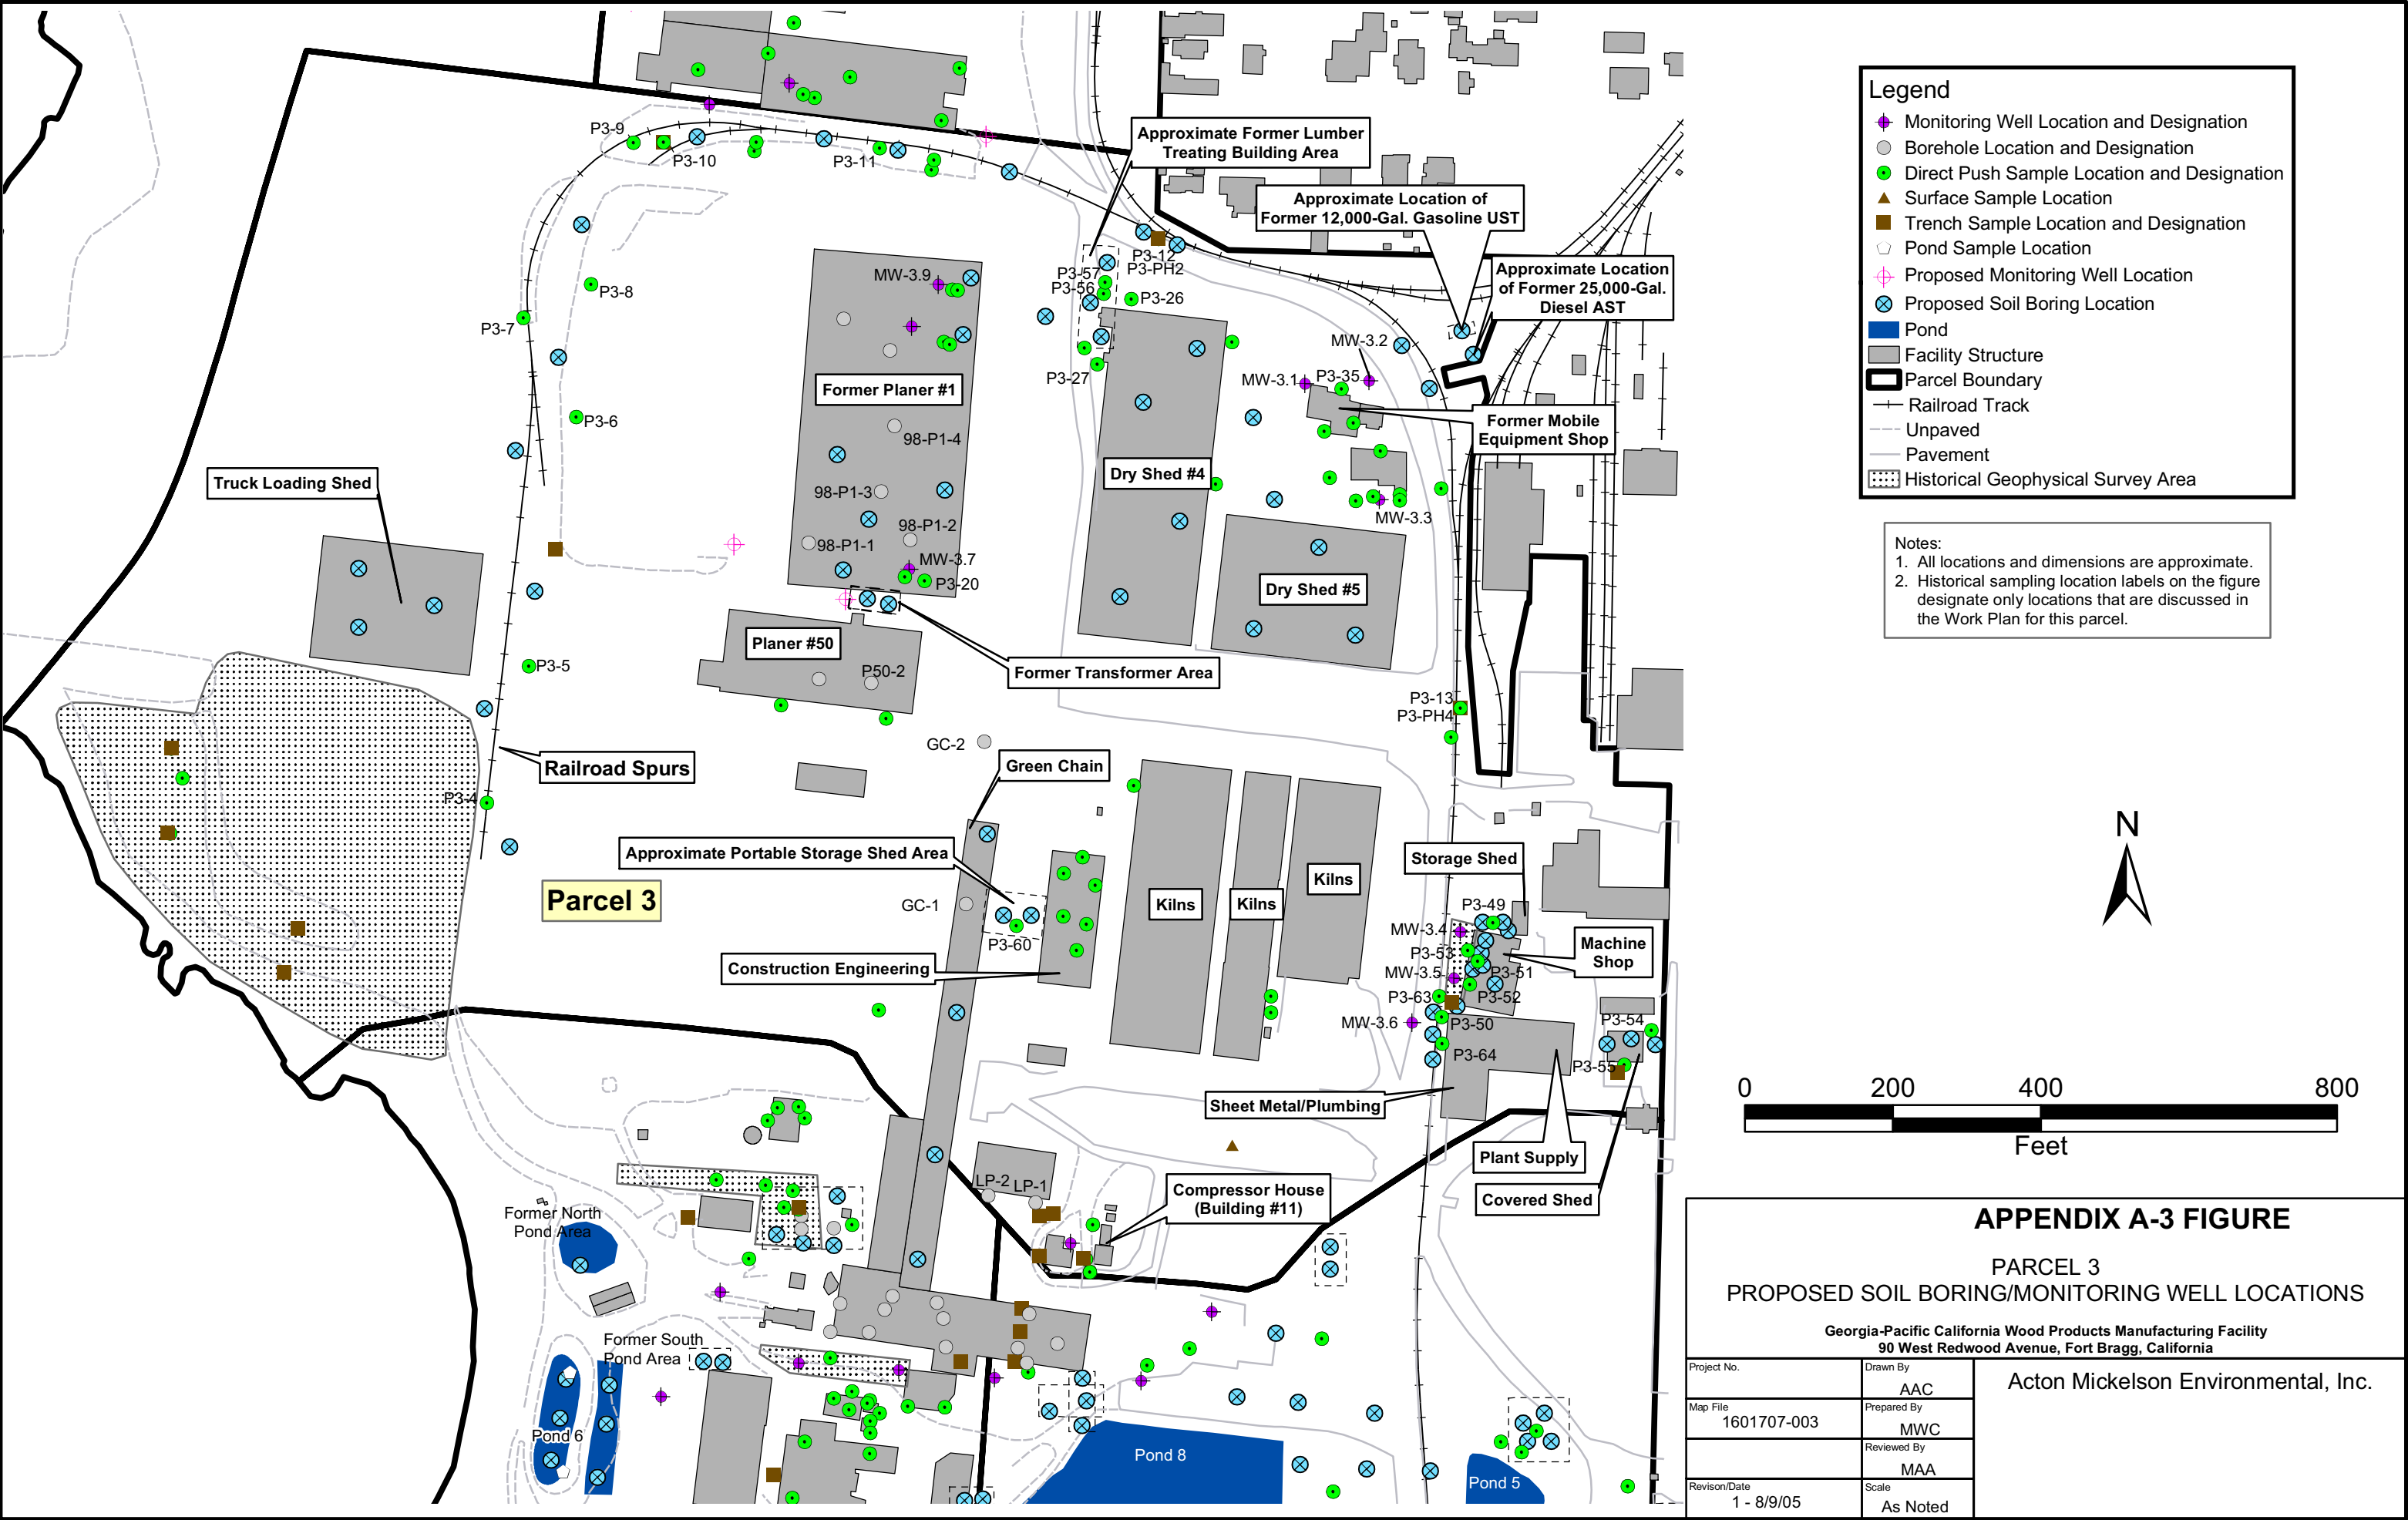 P3-9
P3-10
P3-11
Approximate Former Lumber
Treating Building Area
Approximate Location of
Former 12,000-Gal. Gasoline UST
Approximate Location
of Former 25,000-Gal.
Diesel AST
P3-12
P3-PH2
P3-57
P3-56
P3-26
P3-27
P3-8
P3-7
P3-6
MW-3.9
Former Planer #1
98-P1-4
98-P1-3
98-P1-2
98-P1-1
MW-3.7
P3-20
MW-3.2
MW-3.1
P3-35
Former Mobile
Equipment Shop
MW-3.3
Dry Shed #4
Dry Shed #5
Truck Loading Shed
Planer #50
P50-2
Former Transformer Area
P3-5
P3-13
P3-PH4
GC-2
Green Chain
Railroad Spurs
P3-4
Approximate Portable Storage Shed Area
Parcel 3
GC-1
P3-60
Construction Engineering
Kilns
Kilns
Kilns
Storage Shed
P3-49
MW-3.4
P3-53
Machine
Shop
MW-3.5
P3-51
P3-63
P3-52
MW-3.6
P3-50
P3-64
P3-54
P3-55
Sheet Metal/Plumbing
Plant Supply
Covered Shed
LP-2
LP-1
Compressor House
(Building #11)
Former North
Pond Area
Former South
Pond Area
Pond 6
Pond 8
Pond 5
Legend
Monitoring Well Location and Designation
Borehole Location and Designation
Direct Push Sample Location and Designation
Surface Sample Location
Trench Sample Location and Designation
Pond Sample Location
Proposed Monitoring Well Location
Proposed Soil Boring Location
Pond
Facility Structure
Parcel Boundary
Railroad Track
Unpaved
Pavement
Historical Geophysical Survey Area
Notes:
1. All locations and dimensions are approximate.
2. Historical sampling location labels on the figure
designate only locations that are discussed in
the Work Plan for this parcel.
N
0 200 400 800
Feet
APPENDIX A-3 FIGURE
PARCEL 3
PROPOSED SOIL BORING/MONITORING WELL LOCATIONS
Georgia-Pacific California Wood Products Manufacturing Facility
90 West Redwood Avenue, Fort Bragg, California
Project No.
Drawn By
AAC
Acton Mickelson Environmental, Inc.
Map File
1601707-003
Prepared By
MWC
Reviewed By
MAA
Revison/Date
1 - 8/9/05
Scale
As Noted